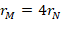 r_M = 4r_N